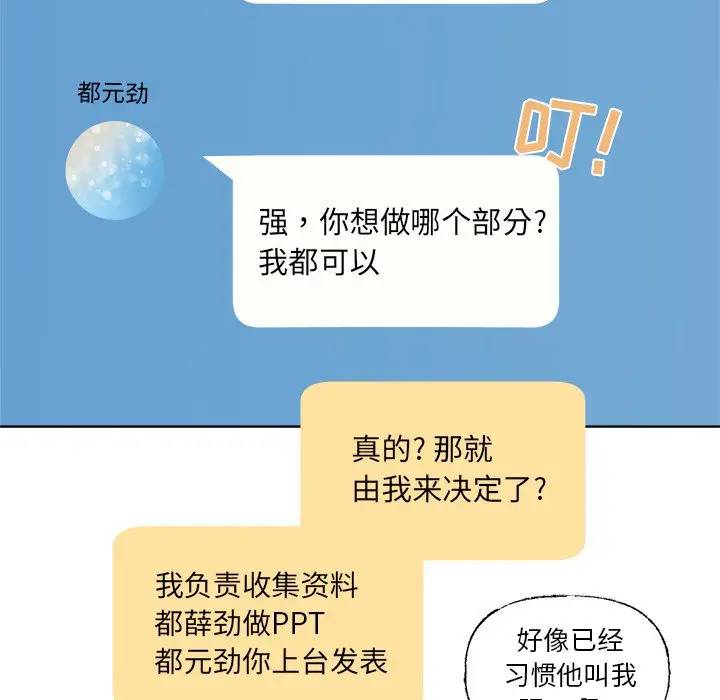 都元劲
叮!
强，你想做哪个部分?
我都可以
真的? 那就
由我来决定了?
我负责收集资料
都薛劲做PPT
都元劲你上台发表
好像已经
习惯他叫我